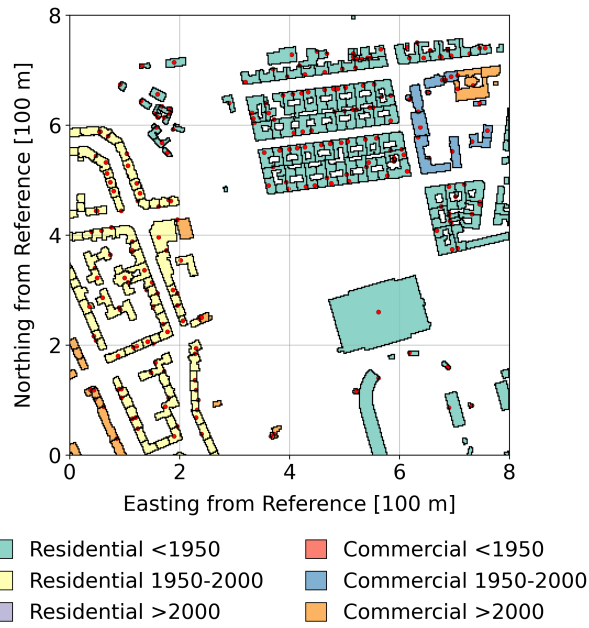 8
6
4
2
0
Northing from Reference [100 m]
0 2 4 6 8
Easting from Reference [100 m]
Residential <1950 Commercial <1950
Residential 1950-2000 Commercial 1950-2000
Residential >2000 Commercial >2000